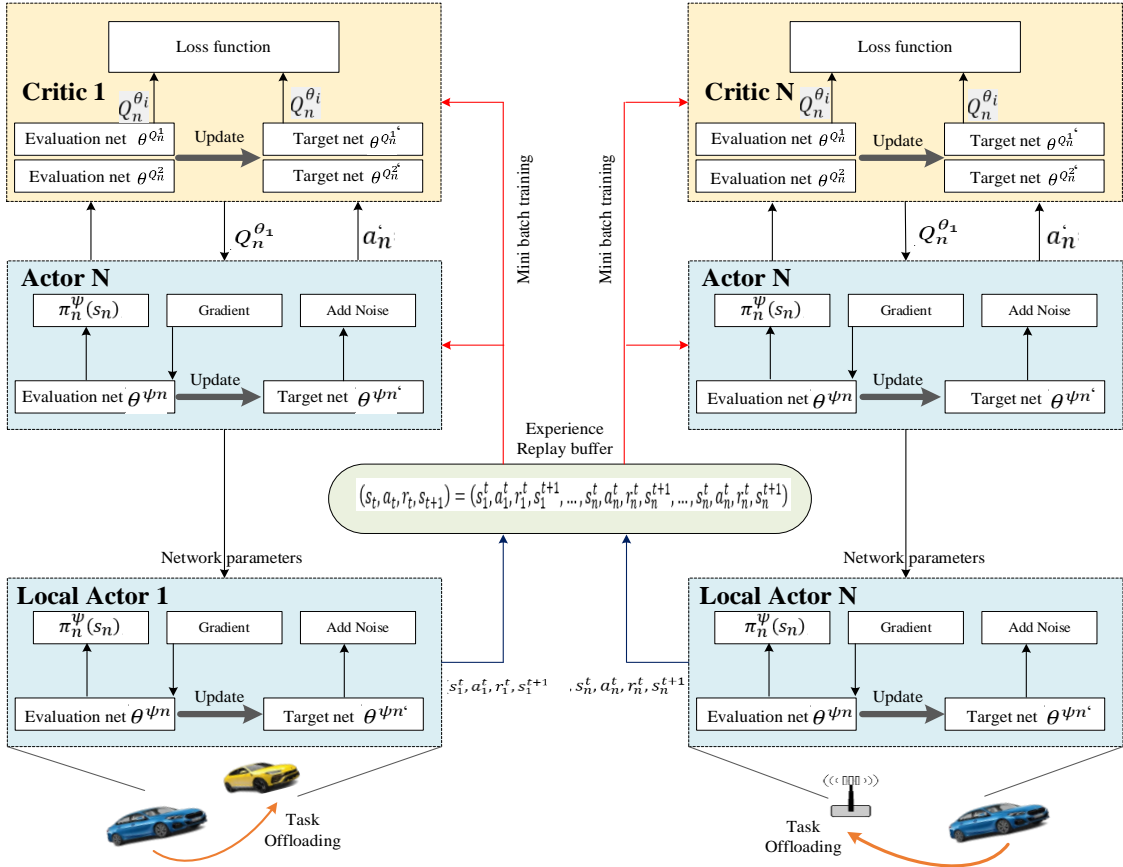 Loss function
Critic 1
Q_n^{θ_i}
Q_n^{θ_i}
Evaluation net θ^{Q_n^1}
Update
Target net θ^{Q_n^1‘}
Evaluation net θ^{Q_n^2}
Target net θ^{Q_n^2‘}
Q_n^{θ_1}
a_n^‘
Actor N
π_n^ψ(s_n)
Gradient
Add Noise
Evaluation net θ^{ψn}
Update
Target net θ^{ψn‘}
Network parameters
Local Actor 1
π_n^ψ(s_n)
Gradient
Add Noise
Evaluation net θ^{ψn}
Update
Target net θ^{ψn‘}
Task
Offloading
Mini batch training
Mini batch training
Experience
Replay buffer
(s_t, a_t, r_t, s_{t+1}) = (s_1^t, a_1^t, r_1^t, s_1^{t+1}, …, s_n^t, a_n^t, r_n^t, s_n^{t+1}, …, s_n^t, a_n^t, r_n^t, s_n^{t+1})
s_1^t, a_1^t, r_1^t, s_1^{t+1}
s_n^t, a_n^t, r_n^t, s_n^{t+1}
Loss function
Critic N
Q_n^{θ_i}
Q_n^{θ_i}
Evaluation net θ^{Q_n^1}
Update
Target net θ^{Q_n^1‘}
Evaluation net θ^{Q_n^2}
Target net θ^{Q_n^2‘}
Q_n^{θ_1}
a_n^‘
Actor N
π_n^ψ(s_n)
Gradient
Add Noise
Evaluation net θ^{ψn}
Update
Target net θ^{ψn‘}
Network parameters
Local Actor N
π_n^ψ(s_n)
Gradient
Add Noise
Evaluation net θ^{ψn}
Update
Target net θ^{ψn‘}
Task
Offloading